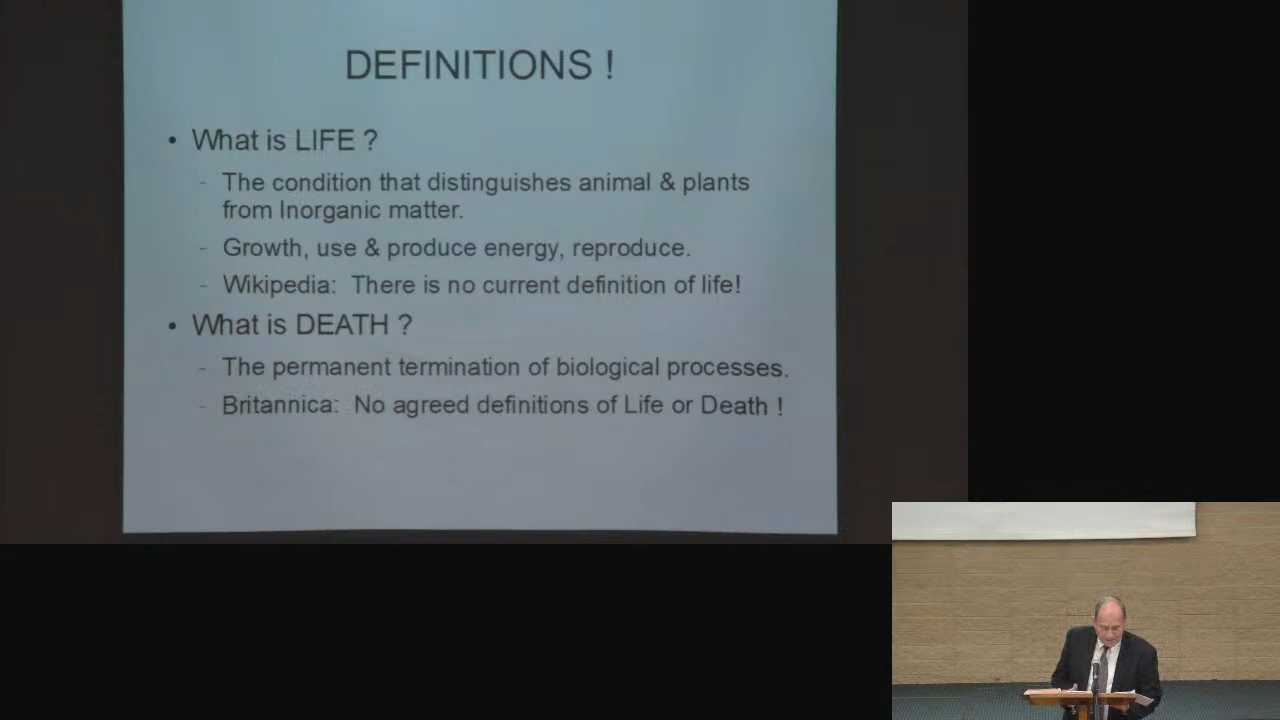 DEFINITIONS !
• What is LIFE ?
- The condition that distinguishes animal & plants
from Inorganic matter.
- Growth, use & produce energy, reproduce.
- Wikipedia: There is no current definition of life!
• What is DEATH ?
- The permanent termination of biological processes.
- Britannica: No agreed definitions of Life or Death !